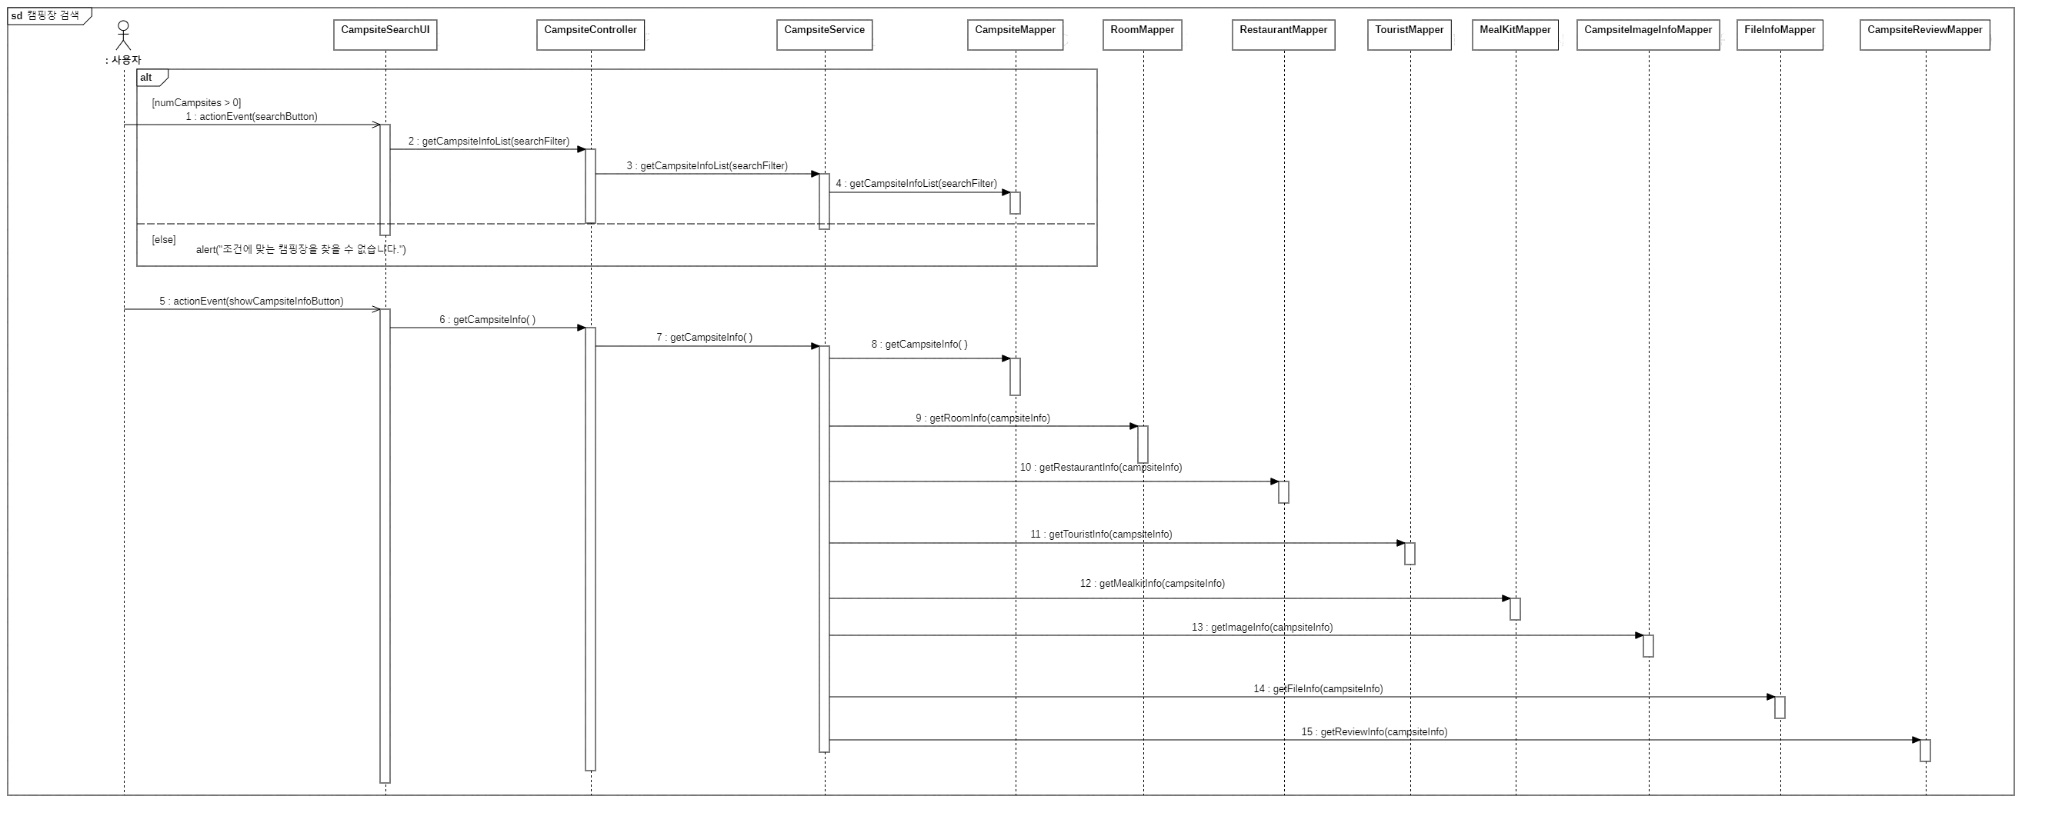 sd 캠핑장 검색
: 사용자
CampsiteSearchUI
CampsiteController
CampsiteService
CampsiteMapper
RoomMapper
RestaurantMapper
TouristMapper
MealKitMapper
CampsiteImageInfoMapper
FileInfoMapper
CampsiteReviewMapper
alt
[numCampsites > 0]
1 : actionEvent(searchButton)
2 : getCampsiteInfoList(searchFilter)
3 : getCampsiteInfoList(searchFilter)
4 : getCampsiteInfoList(searchFilter)
[else]
alert("조건에 맞는 캠핑장을 찾을 수 없습니다.")
5 : actionEvent(showCampsiteInfoButton)
6 : getCampsiteInfo( )
7 : getCampsiteInfo( )
8 : getCampsiteInfo( )
9 : getRoomInfo(campsiteInfo)
10 : getRestaurantInfo(campsiteInfo)
11 : getTouristInfo(campsiteInfo)
12 : getMealkitInfo(campsiteInfo)
13 : getImageInfo(campsiteInfo)
14 : getFileInfo(campsiteInfo)
15 : getReviewInfo(campsiteInfo)